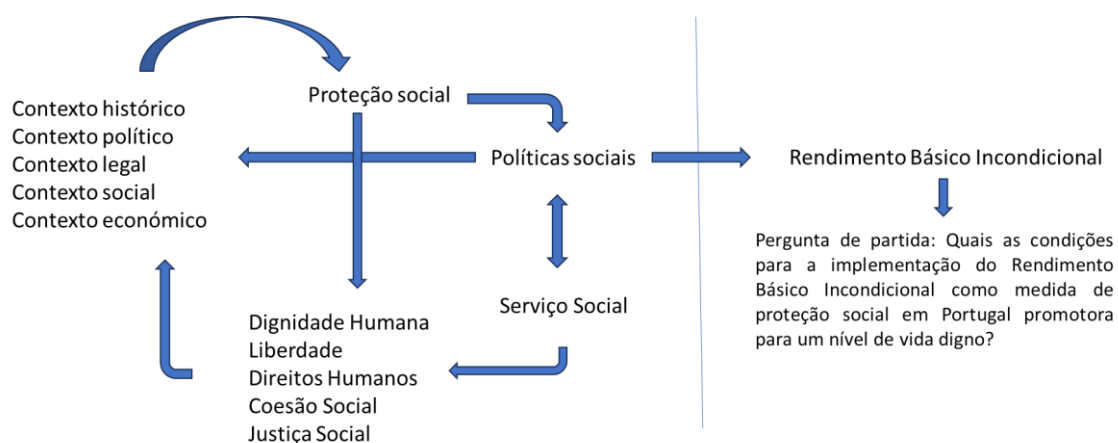 Contexto histórico
Contexto político
Contexto legal
Contexto social
Contexto económico
Proteção social
Políticas sociais
Serviço Social
Dignidade Humana
Liberdade
Direitos Humanos
Coesão Social
Justiça Social
Rendimento Básico Incondicional
Pergunta de partida: Quais as condições
para a implementação do Rendimento
Básico Incondicional como medida de
proteção social em Portugal promotora
para um nível de vida digno?